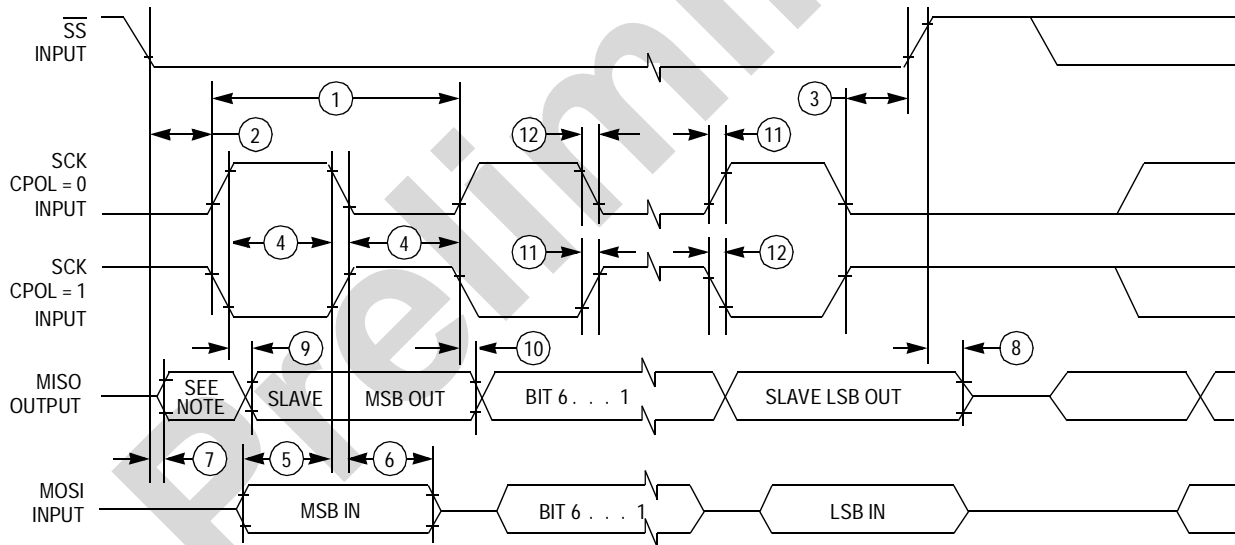 SS
INPUT
1
3
2
12
11
SCK
CPOL = 0
INPUT
4
4
SCK
CPOL = 1
INPUT
11
12
9
10
8
MISO
OUTPUT
SEE
NOTE
SLAVE
MSB OUT
BIT 6 . . . 1
SLAVE LSB OUT
7
5
6
MOSI
INPUT
MSB IN
BIT 6 . . . 1
LSB IN